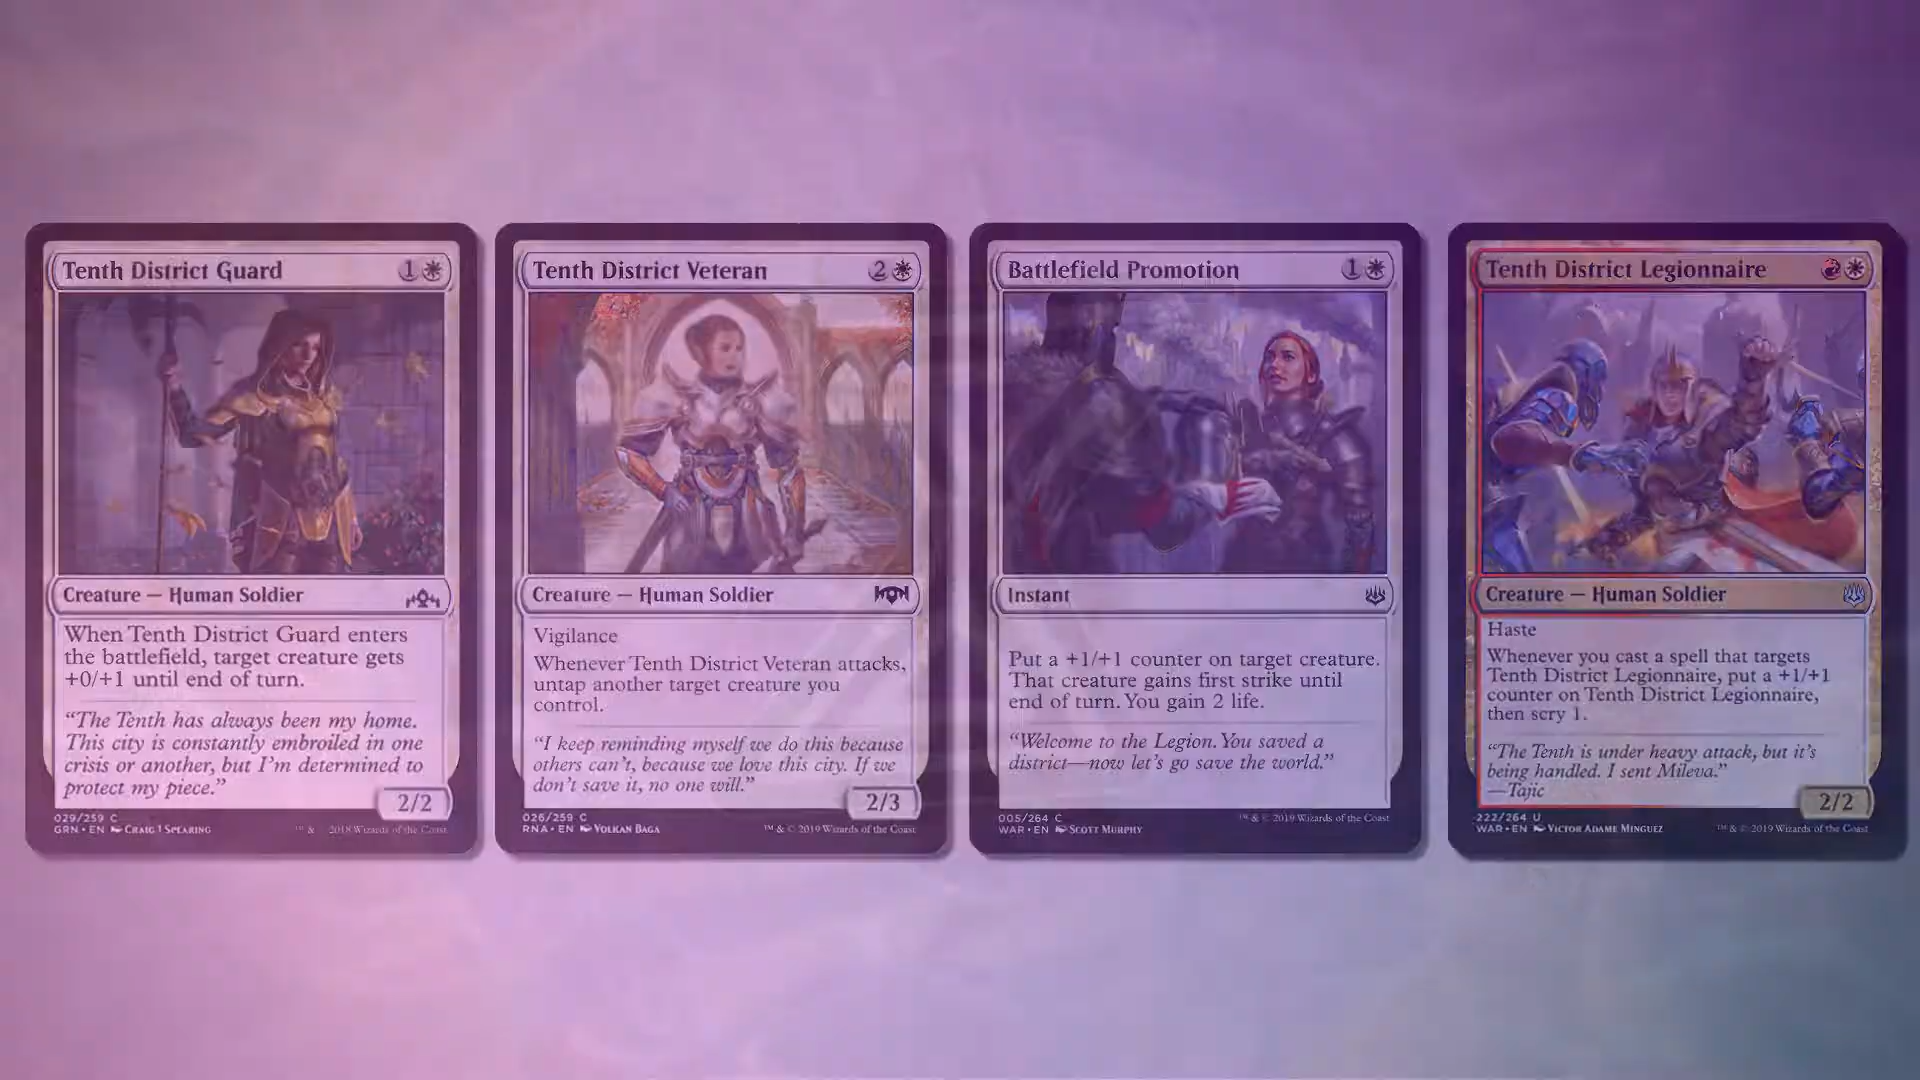 Tenth District Guard 1
Creature — Human Soldier
When Tenth District Guard enters
the battlefield, target creature gets
+0/+1 until end of turn.
“The Tenth has always been my home.
This city is constantly embroiled in one
crisis or another, but I’m determined to
protect my piece.”
2/2
029/259 C
GRN • EN Craig J Spearing
™ & 2018 Wizards of the Coast
Tenth District Veteran 2
Creature — Human Soldier
Vigilance
Whenever Tenth District Veteran attacks,
untap another target creature you
control.
“I keep reminding myself we do this because
others can’t, because we love this city. If we
don’t save it, no one will.”
2/3
026/259 C
RNA • EN Volkan Baga
™ & © 2019 Wizards of the Coast
Battlefield Promotion 1
Instant
Put a +1/+1 counter on target creature.
That creature gains first strike until
end of turn. You gain 2 life.
“Welcome to the Legion. You saved a
district—now let’s go save the world.”
005/264 C
WAR • EN Scott Murphy
™ & © 2019 Wizards of the Coast
Tenth District Legionnaire
Creature — Human Soldier
Haste
Whenever you cast a spell that targets
Tenth District Legionnaire, put a +1/+1
counter on Tenth District Legionnaire,
then scry 1.
“The Tenth is under heavy attack, but it’s
being handled. I sent Mileva.”
—Tajic
2/2
222/264 U
WAR • EN Victor Adame Minguez
™ & © 2019 Wizards of the Coast